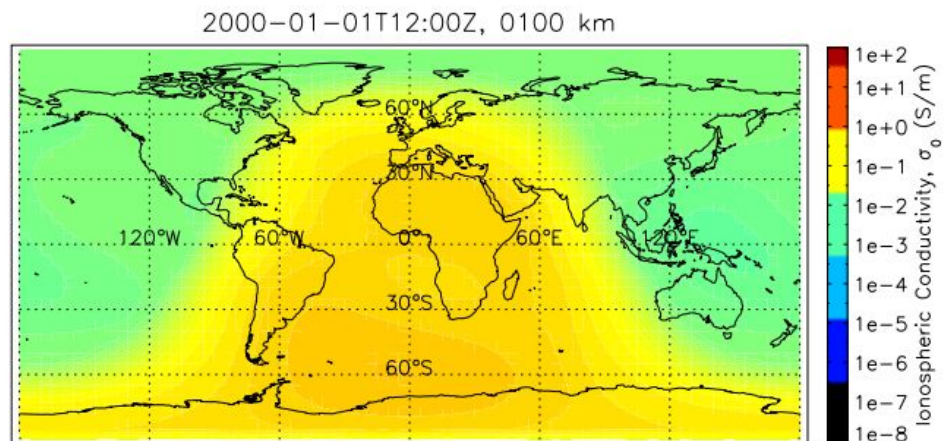 2000-01-01T12:00Z, 0100 km
60°N
30°N
120°W 60°W 0° 60°E 120°E
30°S
60°S
1e+2
1e+1
1e+0
1e-1
1e-2
1e-3
1e-4
1e-5
1e-6
1e-7
1e-8
Ionospheric Conductivity, σ0 (S/m)